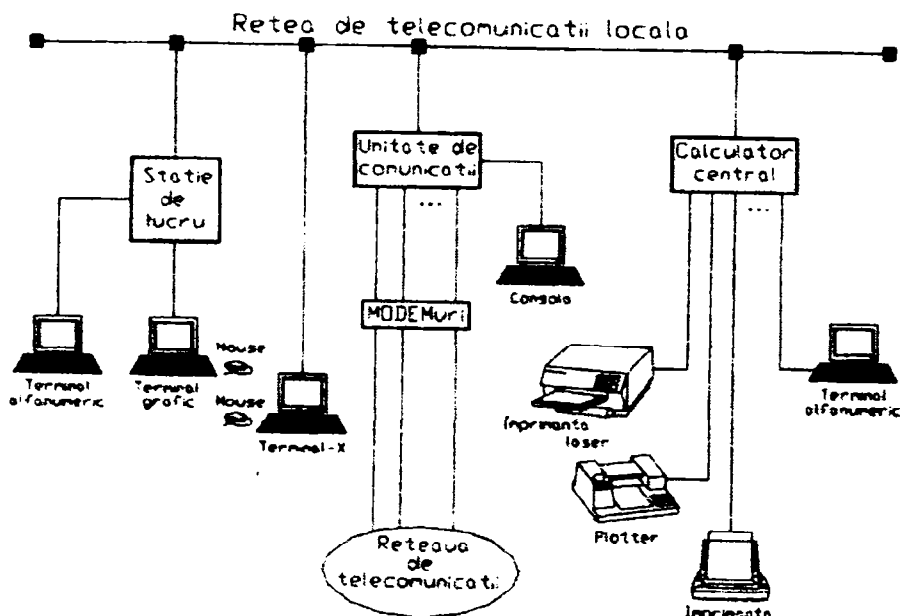 Retea de telecomunicatii locala
Statie
de
lucru
Unitate de
comunicatii
...
Calculator
central
...
Consola
MODEMuri
Mouse
Mouse
Terminal
alfanumeric
Terminal
grafic
Terminal-X
Imprimanta
laser
Terminal
alfanumeric
Plotter
Reteaua
de
telecomunicatii
Imprimanta